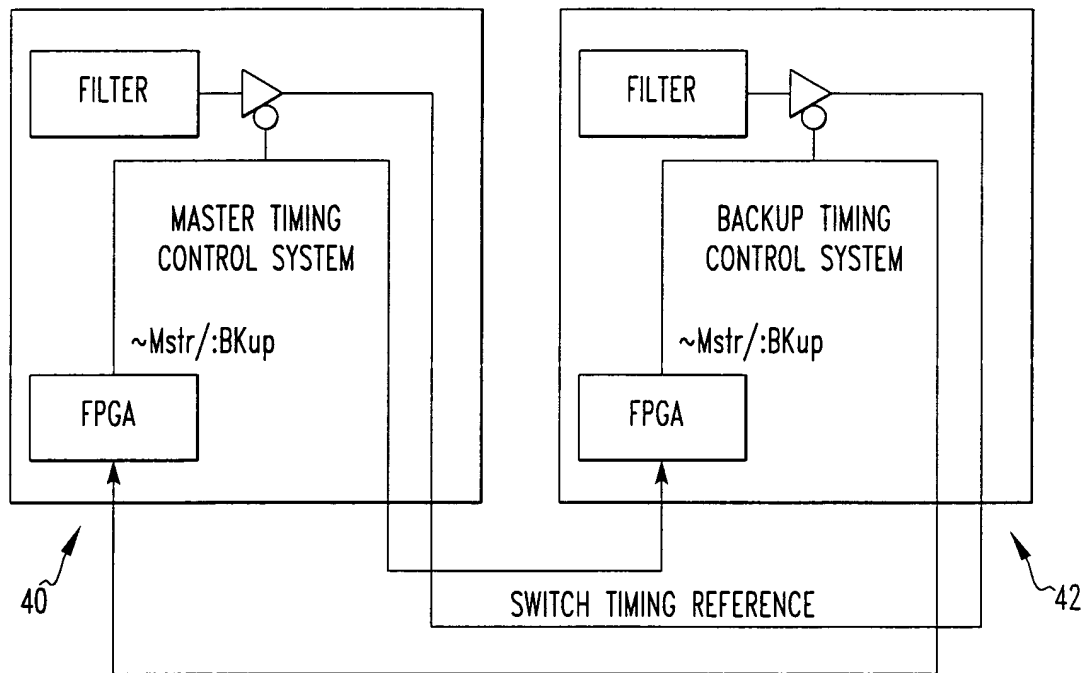 FILTER
MASTER TIMING
CONTROL SYSTEM
~Mstr/:BKup
FPGA
40
FILTER
BACKUP TIMING
CONTROL SYSTEM
~Mstr/:BKup
FPGA
42
SWITCH TIMING REFERENCE